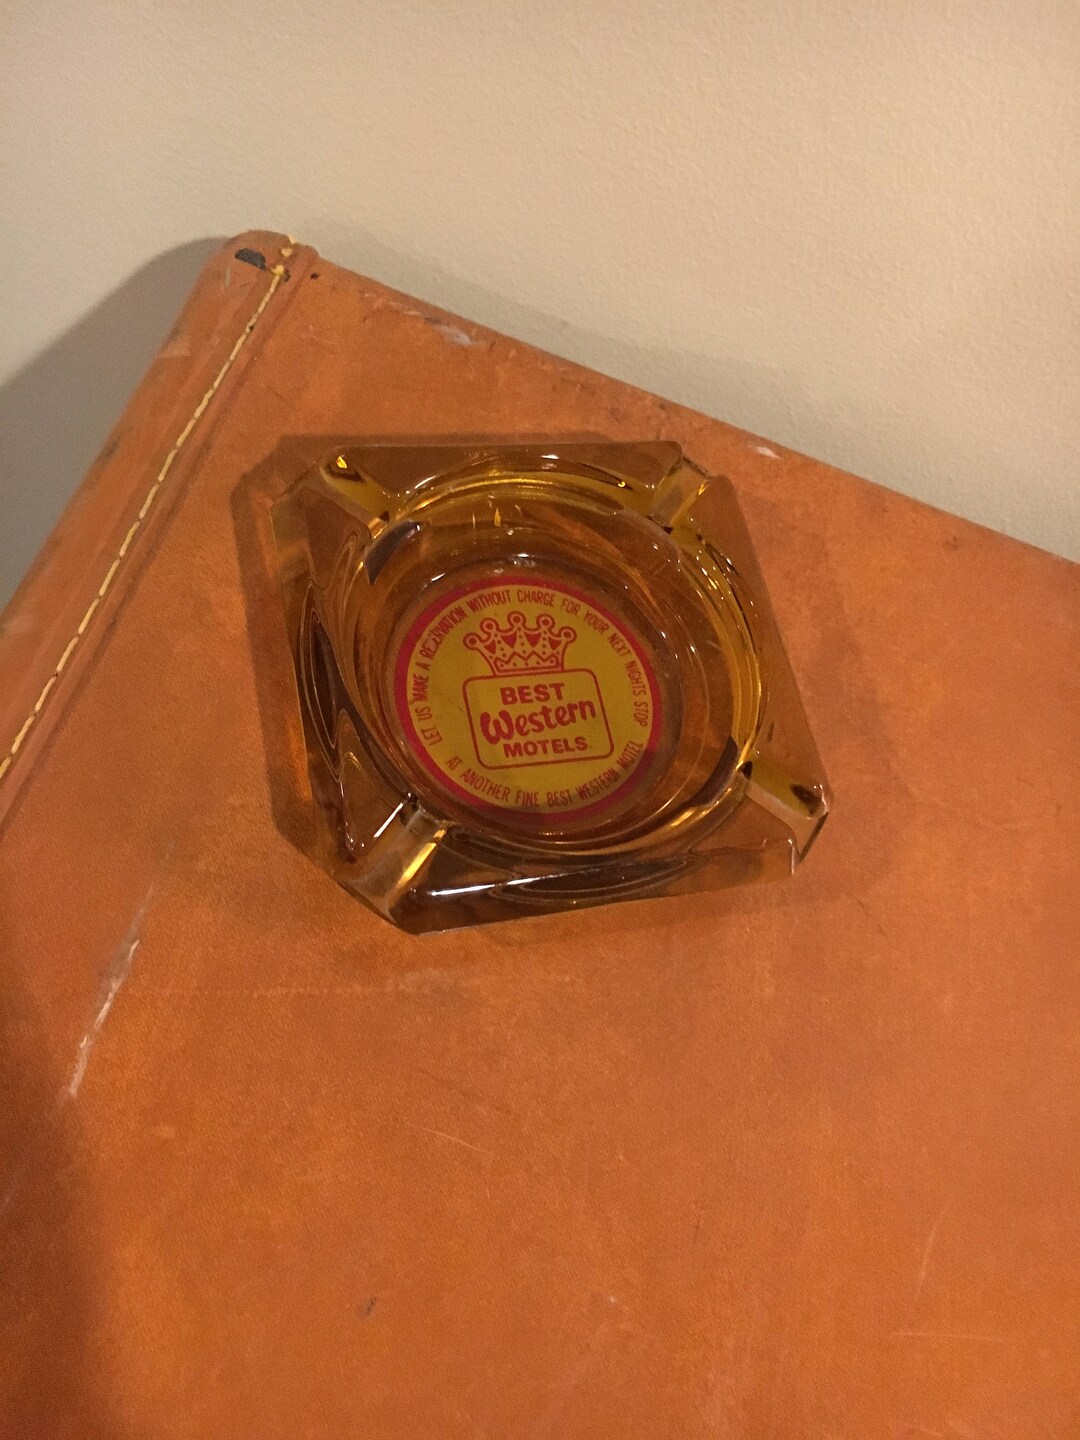 LET US MAKE A RESERVATION WITHOUT CHARGE FOR YOUR NEXT NIGHTS STOP
BEST
Western
MOTELS
AT ANOTHER FINE BEST WESTERN MOTEL